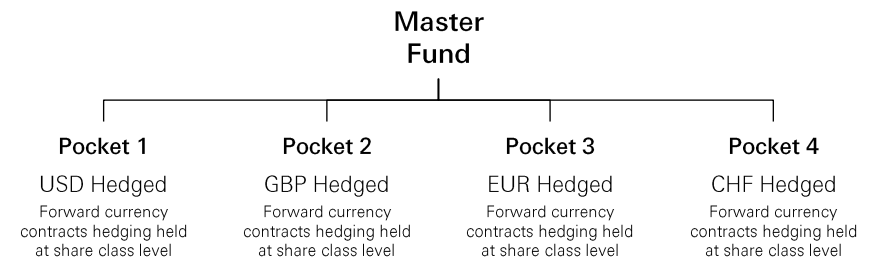 Master
Fund
Pocket 1
USD Hedged
Forward currency
contracts hedging held
at share class level
Pocket 2
GBP Hedged
Forward currency
contracts hedging held
at share class level
Pocket 3
EUR Hedged
Forward currency
contracts hedging held
at share class level
Pocket 4
CHF Hedged
Forward currency
contracts hedging held
at share class level